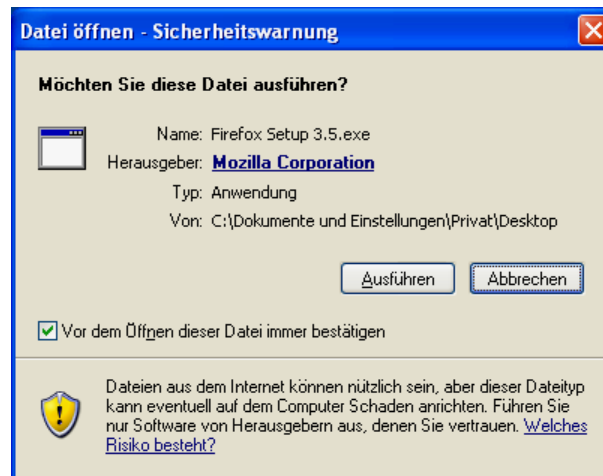 Datei öffnen - Sicherheitswarnung
Möchten Sie diese Datei ausführen?
Name: Firefox Setup 3.5.exe
Herausgeber: Mozilla Corporation
Typ: Anwendung
Von: C:\Dokumente und Einstellungen\Privat\Desktop
Ausführen Abbrechen
Vor dem Öffnen dieser Datei immer bestätigen
Dateien aus dem Internet können nützlich sein, aber dieser Dateityp
kann eventuell auf dem Computer Schaden anrichten. Führen Sie
nur Software von Herausgebern aus, denen Sie vertrauen. Welches
Risiko besteht?